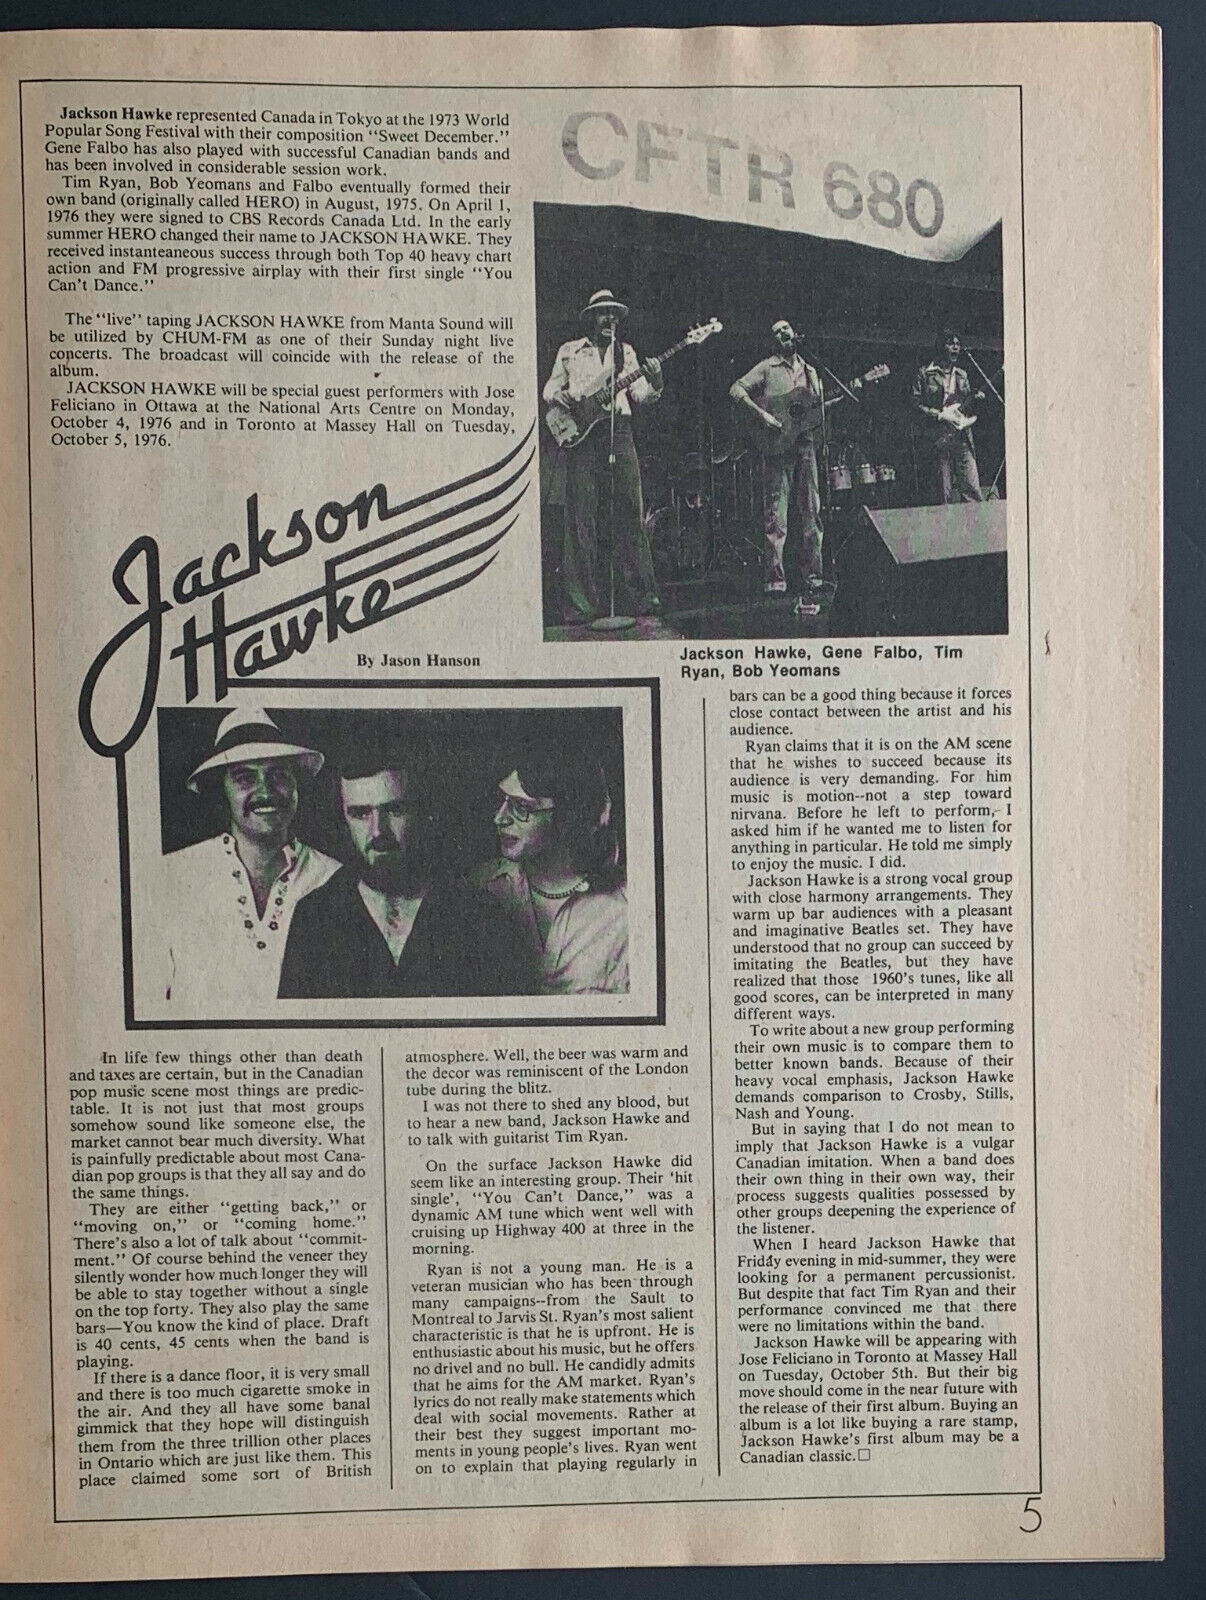 Jackson Hawke represented Canada in Tokyo at the 1973 World
Popular Song Festival with their composition "Sweet December."
Gene Falbo has also played with successful Canadian bands and
has been involved in considerable session work.
Tim Ryan, Bob Yeomans and Falbo eventually formed their
own band (originally called HERO) in August, 1975. On April 1,
1976 they were signed to CBS Records Canada Ltd. In the early
summer HERO changed their name to JACKSON HAWKE. They
received instanteaneous success through both Top 40 heavy chart
action and FM progressive airplay with their first single "You
Can't Dance."
The "live" taping JACKSON HAWKE from Manta Sound will
be utilized by CHUM-FM as one of their Sunday night live
concerts. The broadcast will coincide with the release of the
album.
JACKSON HAWKE will be special guest performers with Jose
Feliciano in Ottawa at the National Arts Centre on Monday,
October 4, 1976 and in Toronto at Massey Hall on Tuesday,
October 5, 1976.
CFTR 680
Jackson
Hawke
By Jason Hanson
Jackson Hawke, Gene Falbo, Tim
Ryan, Bob Yeomans
In life few things other than death
and taxes are certain, but in the Canadian
pop music scene most things are predic-
table. It is not just that most groups
somehow sound like someone else, the
market cannot bear much diversity. What
is painfully predictable about most Cana-
dian pop groups is that they all say and do
the same things.
They are either "getting back," or
"moving on," or "coming home."
There's also a lot of talk about "commit-
ment." Of course behind the veneer they
silently wonder how much longer they will
be able to stay together without a single
on the top forty. They also play the same
bars—You know the kind of place. Draft
is 40 cents, 45 cents when the band is
playing.
If there is a dance floor, it is very small
and there is too much cigarette smoke in
the air. And they all have some banal
gimmick that they hope will distinguish
them from the three trillion other places
in Ontario which are just like them. This
place claimed some sort of British
atmosphere. Well, the beer was warm and
the decor was reminiscent of the London
tube during the blitz.
I was not there to shed any blood, but
to hear a new band, Jackson Hawke and
to talk with guitarist Tim Ryan.
On the surface Jackson Hawke did
seem like an interesting group. Their 'hit
single', "You Can't Dance," was a
dynamic AM tune which went well with
cruising up Highway 400 at three in the
morning.
Ryan is not a young man. He is a
veteran musician who has been through
many campaigns--from the Sault to
Montreal to Jarvis St. Ryan's most salient
characteristic is that he is upfront. He is
enthusiastic about his music, but he offers
no drivel and no bull. He candidly admits
that he aims for the AM market. Ryan's
lyrics do not really make statements which
deal with social movements. Rather at
their best they suggest important mo-
ments in young people's lives. Ryan went
on to explain that playing regularly in
bars can be a good thing because it forces
close contact between the artist and his
audience.
Ryan claims that it is on the AM scene
that he wishes to succeed because its
audience is very demanding. For him
music is motion--not a step toward
nirvana. Before he left to perform, I
asked him if he wanted me to listen for
anything in particular. He told me simply
to enjoy the music. I did.
Jackson Hawke is a strong vocal group
with close harmony arrangements. They
warm up bar audiences with a pleasant
and imaginative Beatles set. They have
understood that no group can succeed by
imitating the Beatles, but they have
realized that those 1960's tunes, like all
good scores, can be interpreted in many
different ways.
To write about a new group performing
their own music is to compare them to
better known bands. Because of their
heavy vocal emphasis, Jackson Hawke
demands comparison to Crosby, Stills,
Nash and Young.
But in saying that I do not mean to
imply that Jackson Hawke is a vulgar
Canadian imitation. When a band does
their own thing in their own way, their
process suggests qualities possessed by
other groups deepening the experience of
the listener.
When I heard Jackson Hawke that
Friday evening in mid-summer, they were
looking for a permanent percussionist.
But despite that fact Tim Ryan and their
performance convinced me that there
were no limitations within the band.
Jackson Hawke will be appearing with
Jose Feliciano in Toronto at Massey Hall
on Tuesday, October 5th. But their big
move should come in the near future with
the release of their first album. Buying an
album is a lot like buying a rare stamp,
Jackson Hawke's first album may be a
Canadian classic.□
5